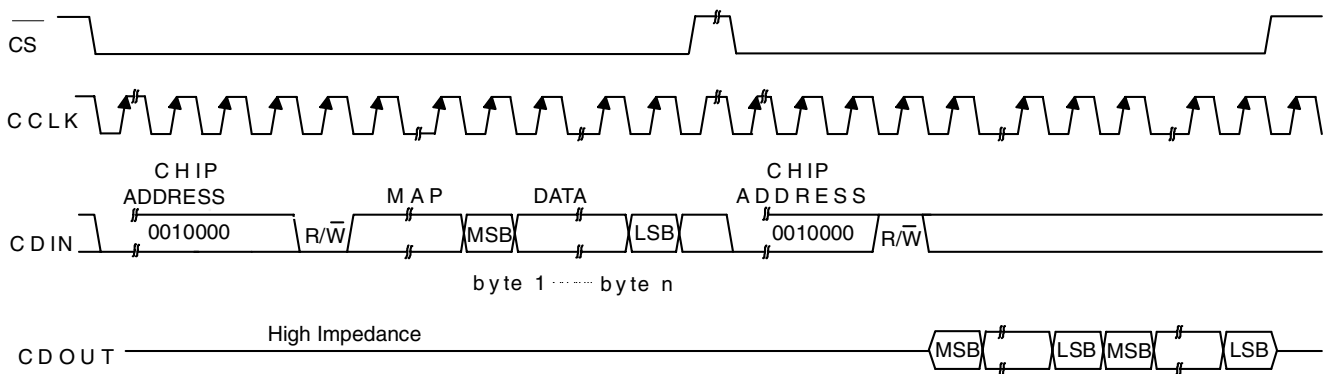 CS
CCLK
CHIP
ADDRESS
MAP
DATA
CHIP
ADDRESS
CDIN
0010000
R/W̅
MSB
LSB
0010000
R/W̅
byte 1 ········ byte n
High Impedance
CDOUT
MSB
LSB
MSB
LSB